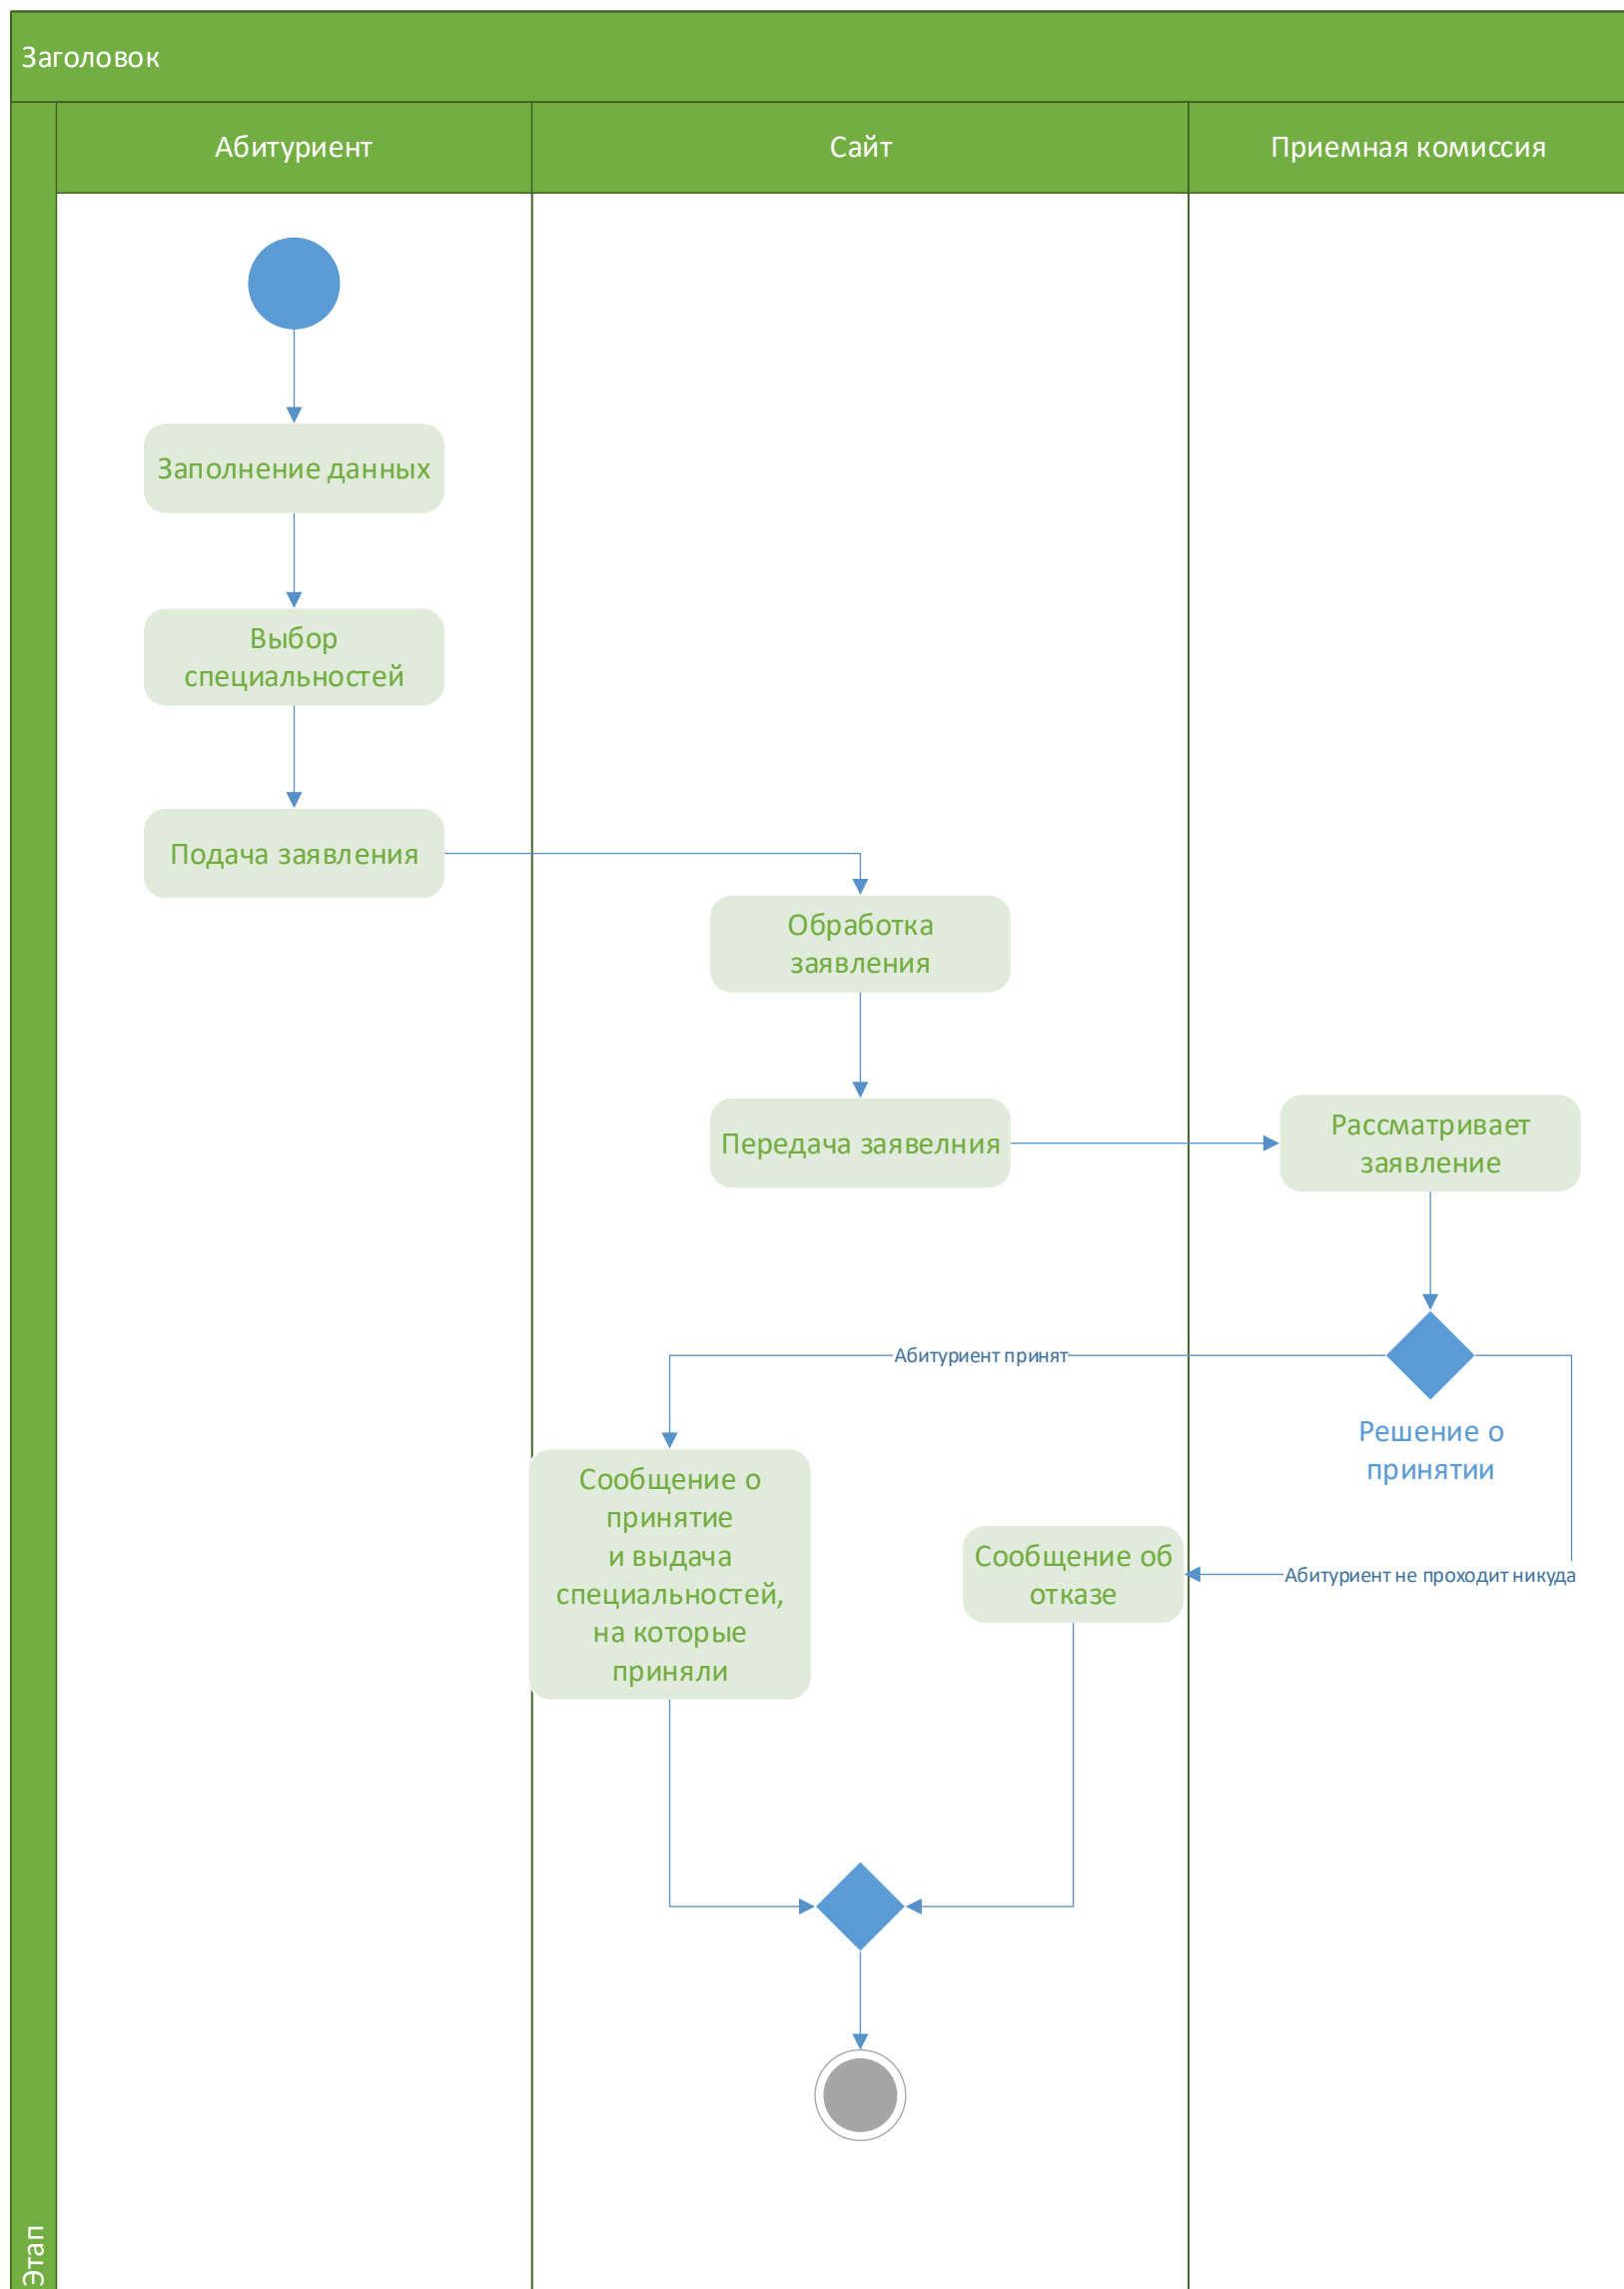 Заголовок
Абитуриент
Сайт
Приемная комиссия
Заполнение данных
Выбор
специальностей
Подача заявления
Обработка
заявления
Передача заявелния
Рассматривает
заявление
Абитуриент принят
Решение о
принятии
Сообщение о
принятие
и выдача
специальностей,
на которые
приняли
Сообщение об
отказе
Абитуриент не проходит никуда
Этап